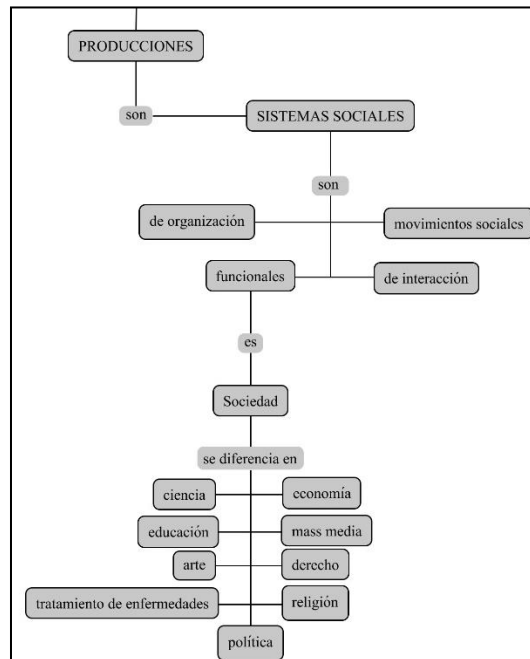 PRODUCCIONES
son
SISTEMAS SOCIALES
son
de organización
movimientos sociales
funcionales
de interacción
es
Sociedad
se diferencia en
ciencia
economía
educación
mass media
arte
derecho
tratamiento de enfermedades
religión
política